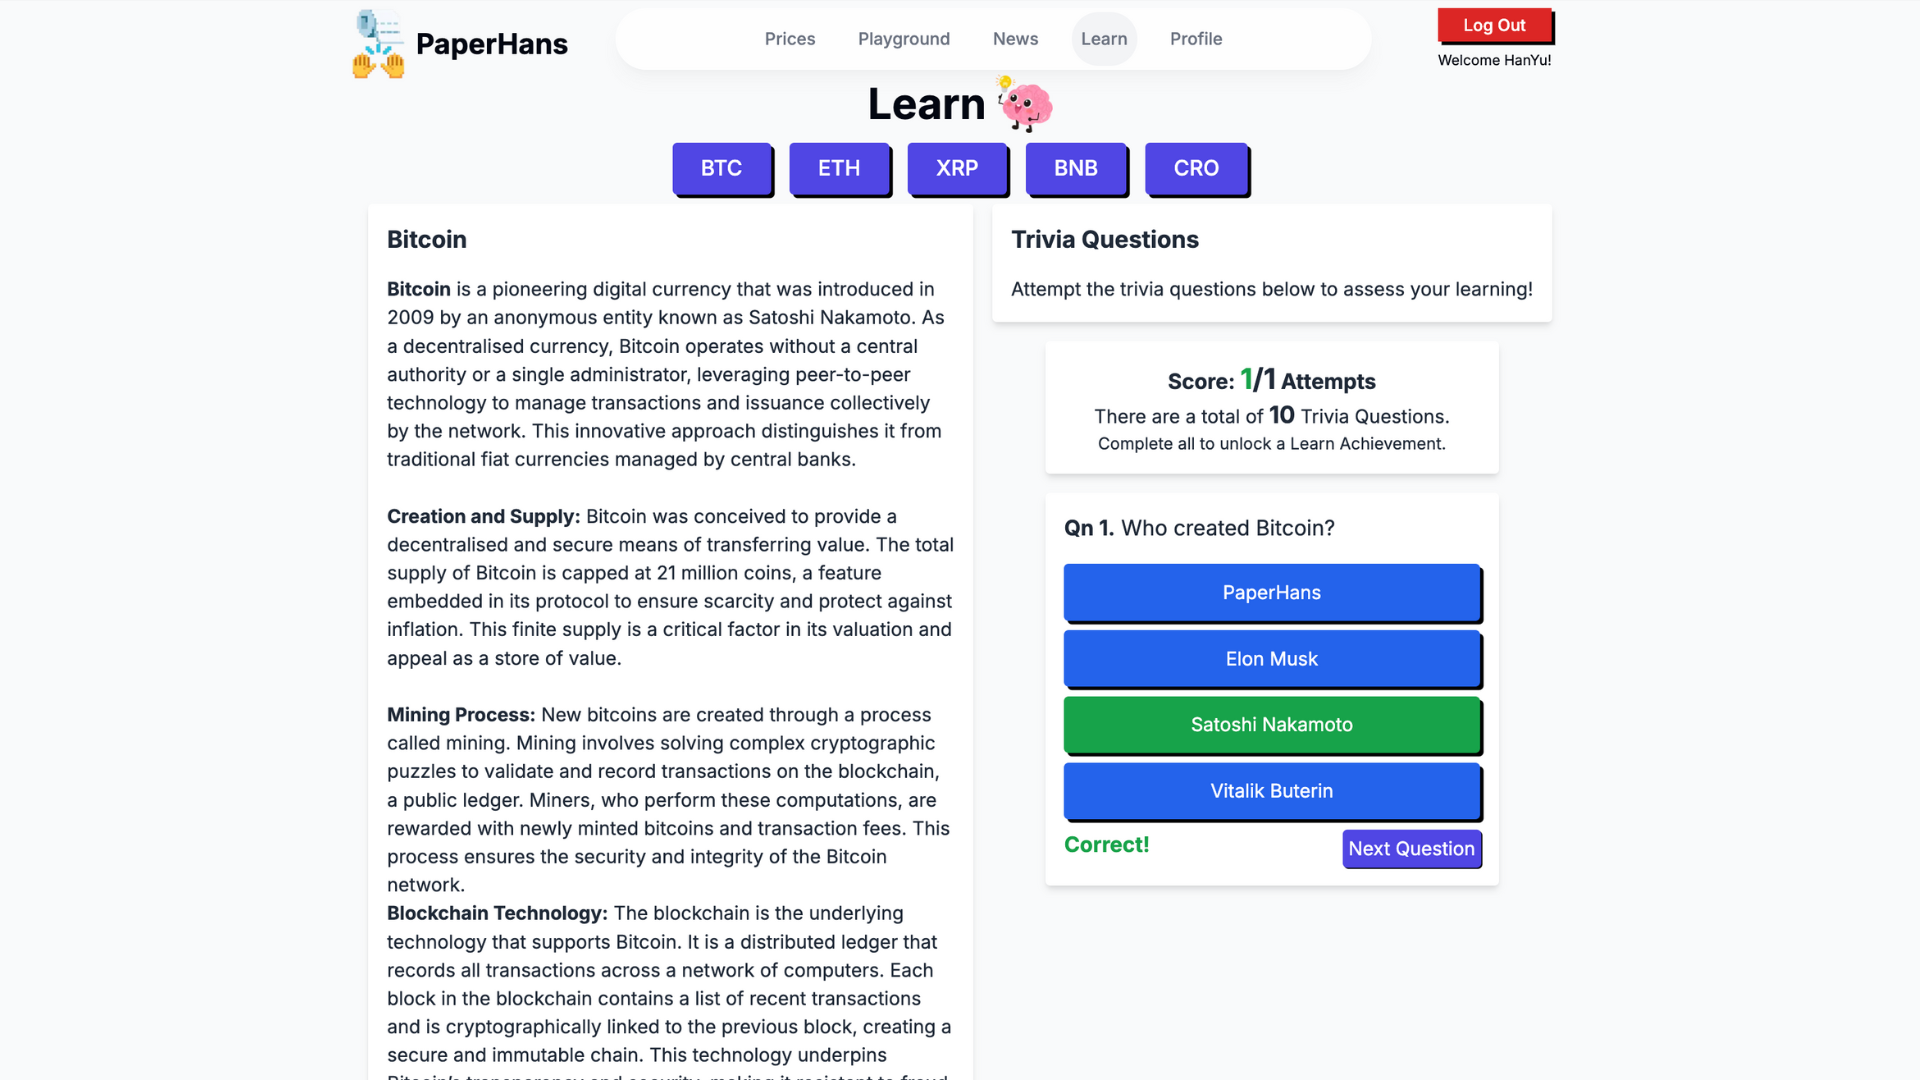 PaperHans
Prices
Playground
News
Learn
Profile
Log Out
Welcome HanYu!
Learn
BTC
ETH
XRP
BNB
CRO
Bitcoin
Bitcoin is a pioneering digital currency that was introduced in
2009 by an anonymous entity known as Satoshi Nakamoto. As
a decentralised currency, Bitcoin operates without a central
authority or a single administrator, leveraging peer-to-peer
technology to manage transactions and issuance collectively
by the network. This innovative approach distinguishes it from
traditional fiat currencies managed by central banks.
Creation and Supply: Bitcoin was conceived to provide a
decentralised and secure means of transferring value. The total
supply of Bitcoin is capped at 21 million coins, a feature
embedded in its protocol to ensure scarcity and protect against
inflation. This finite supply is a critical factor in its valuation and
appeal as a store of value.
Mining Process: New bitcoins are created through a process
called mining. Mining involves solving complex cryptographic
puzzles to validate and record transactions on the blockchain,
a public ledger. Miners, who perform these computations, are
rewarded with newly minted bitcoins and transaction fees. This
process ensures the security and integrity of the Bitcoin
network.
Blockchain Technology: The blockchain is the underlying
technology that supports Bitcoin. It is a distributed ledger that
records all transactions across a network of computers. Each
block in the blockchain contains a list of recent transactions
and is cryptographically linked to the previous block, creating a
secure and immutable chain. This technology underpins
Bitcoin's transparency and security, making it resistant to fraud
Trivia Questions
Attempt the trivia questions below to assess your learning!
Score: 1/1 Attempts
There are a total of 10 Trivia Questions.
Complete all to unlock a Learn Achievement.
Qn 1. Who created Bitcoin?
PaperHans
Elon Musk
Satoshi Nakamoto
Vitalik Buterin
Correct!
Next Question